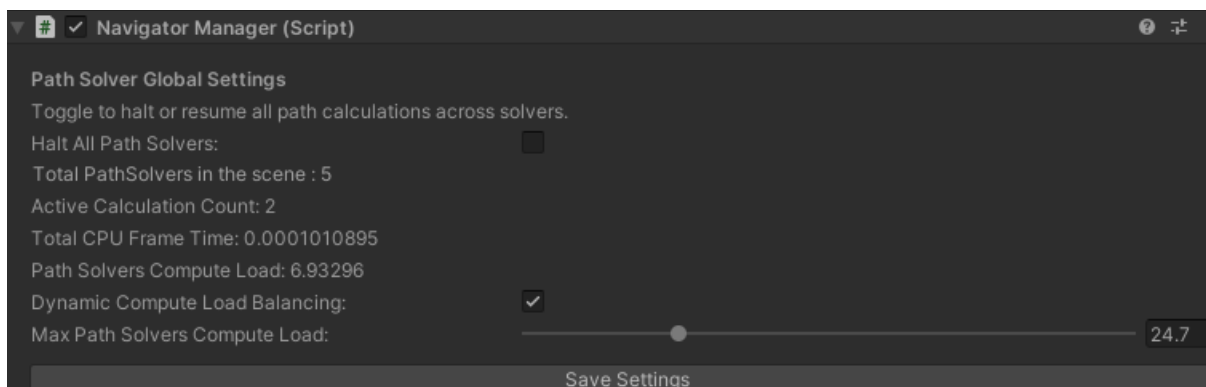 # Navigator Manager (Script)
Path Solver Global Settings
Toggle to halt or resume all path calculations across solvers.
Halt All Path Solvers:
Total PathSolvers in the scene : 5
Active Calculation Count: 2
Total CPU Frame Time: 0.0001010895
Path Solvers Compute Load: 6.93296
Dynamic Compute Load Balancing:
Max Path Solvers Compute Load: 24.7
Save Settings